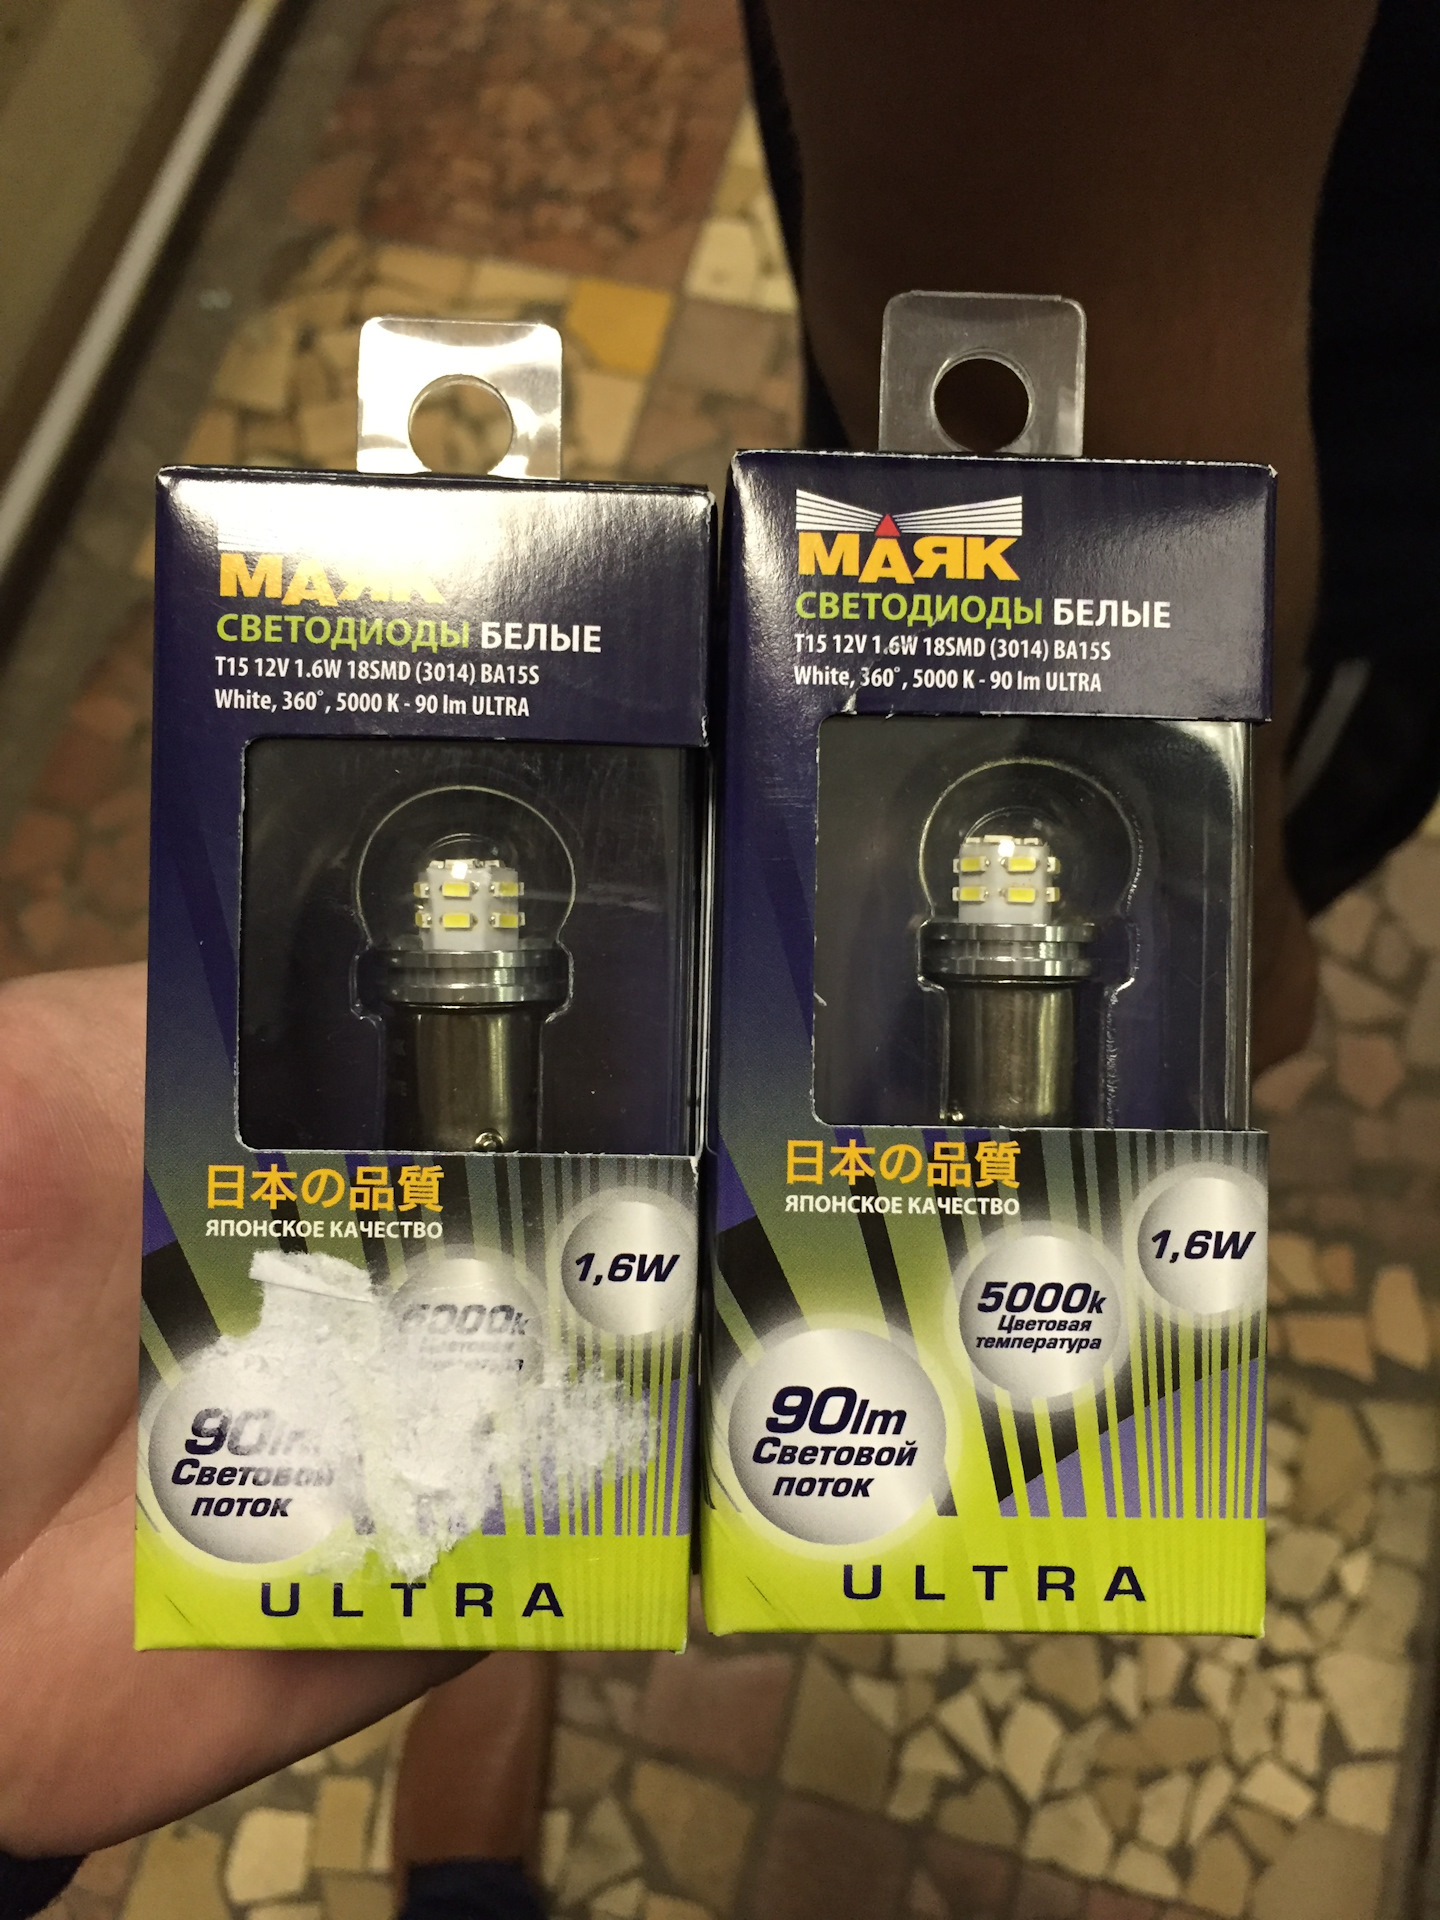 МАЯК
СВЕТОДИОДЫ БЕЛЫЕ
T15 12V 1.6W 18SMD (3014) BA15S
White, 360°, 5000 K - 90 lm ULTRA
日本の品質
ЯПОНСКОЕ КАЧЕСТВО
1,6W
5000k
Цветовая
температура
90lm
Световой
поток
ULTRA
МАЯК
СВЕТОДИОДЫ БЕЛЫЕ
T15 12V 1.6W 18SMD (3014) BA15S
White, 360°, 5000 K - 90 lm ULTRA
日本の品質
ЯПОНСКОЕ КАЧЕСТВО
1,6W
5000k
Цветовая
температура
90lm
Световой
поток
ULTRA